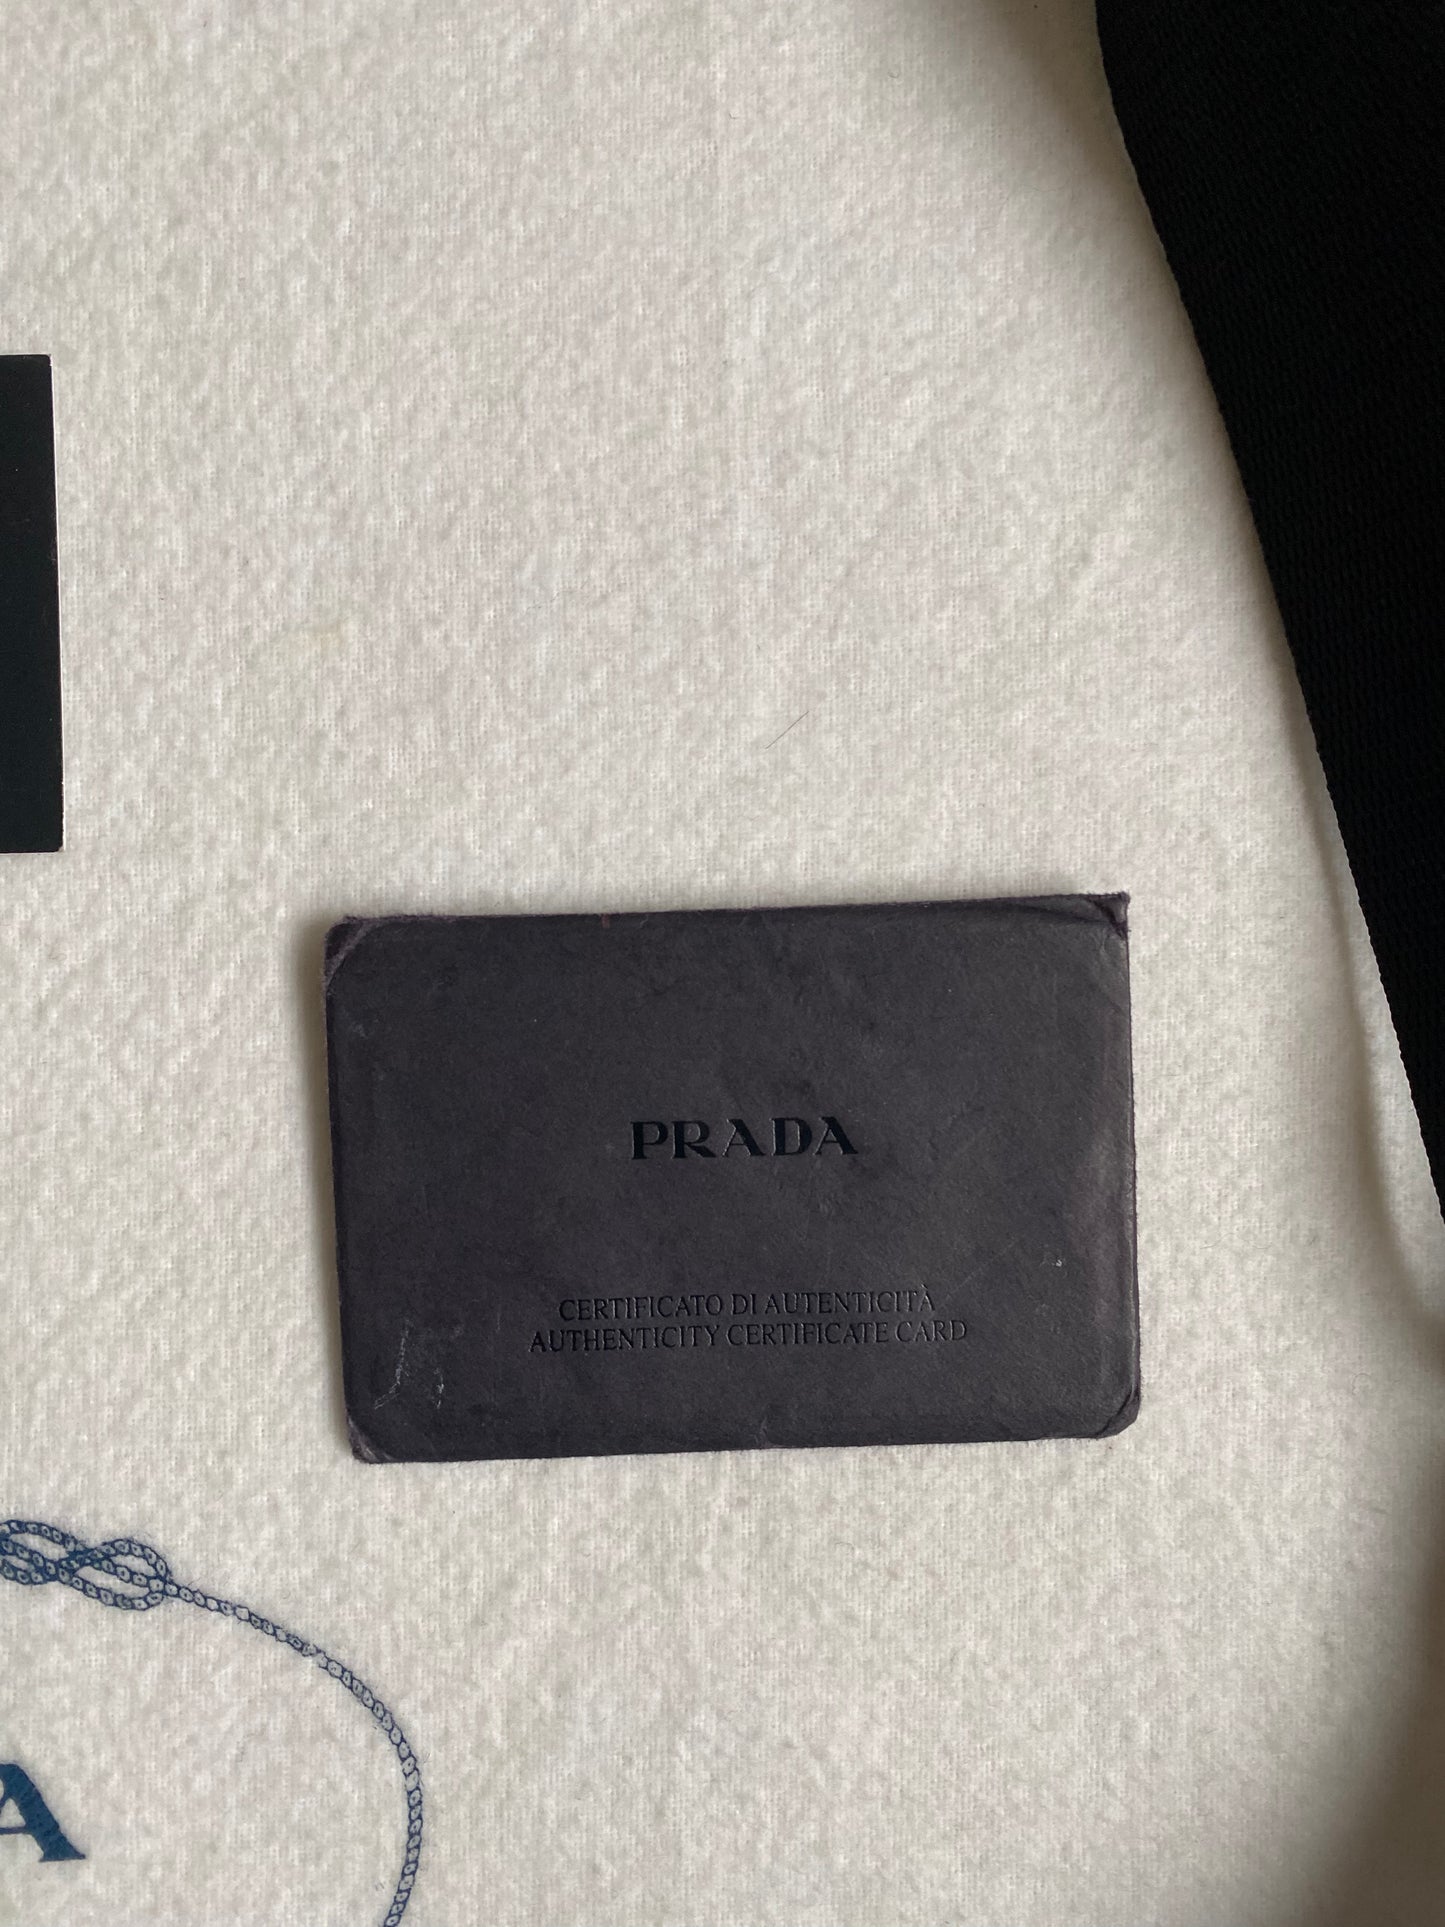 PRADA
CERTIFICATO DI AUTENTICITÀ
AUTHENTICITY CERTIFICATE CARD
A